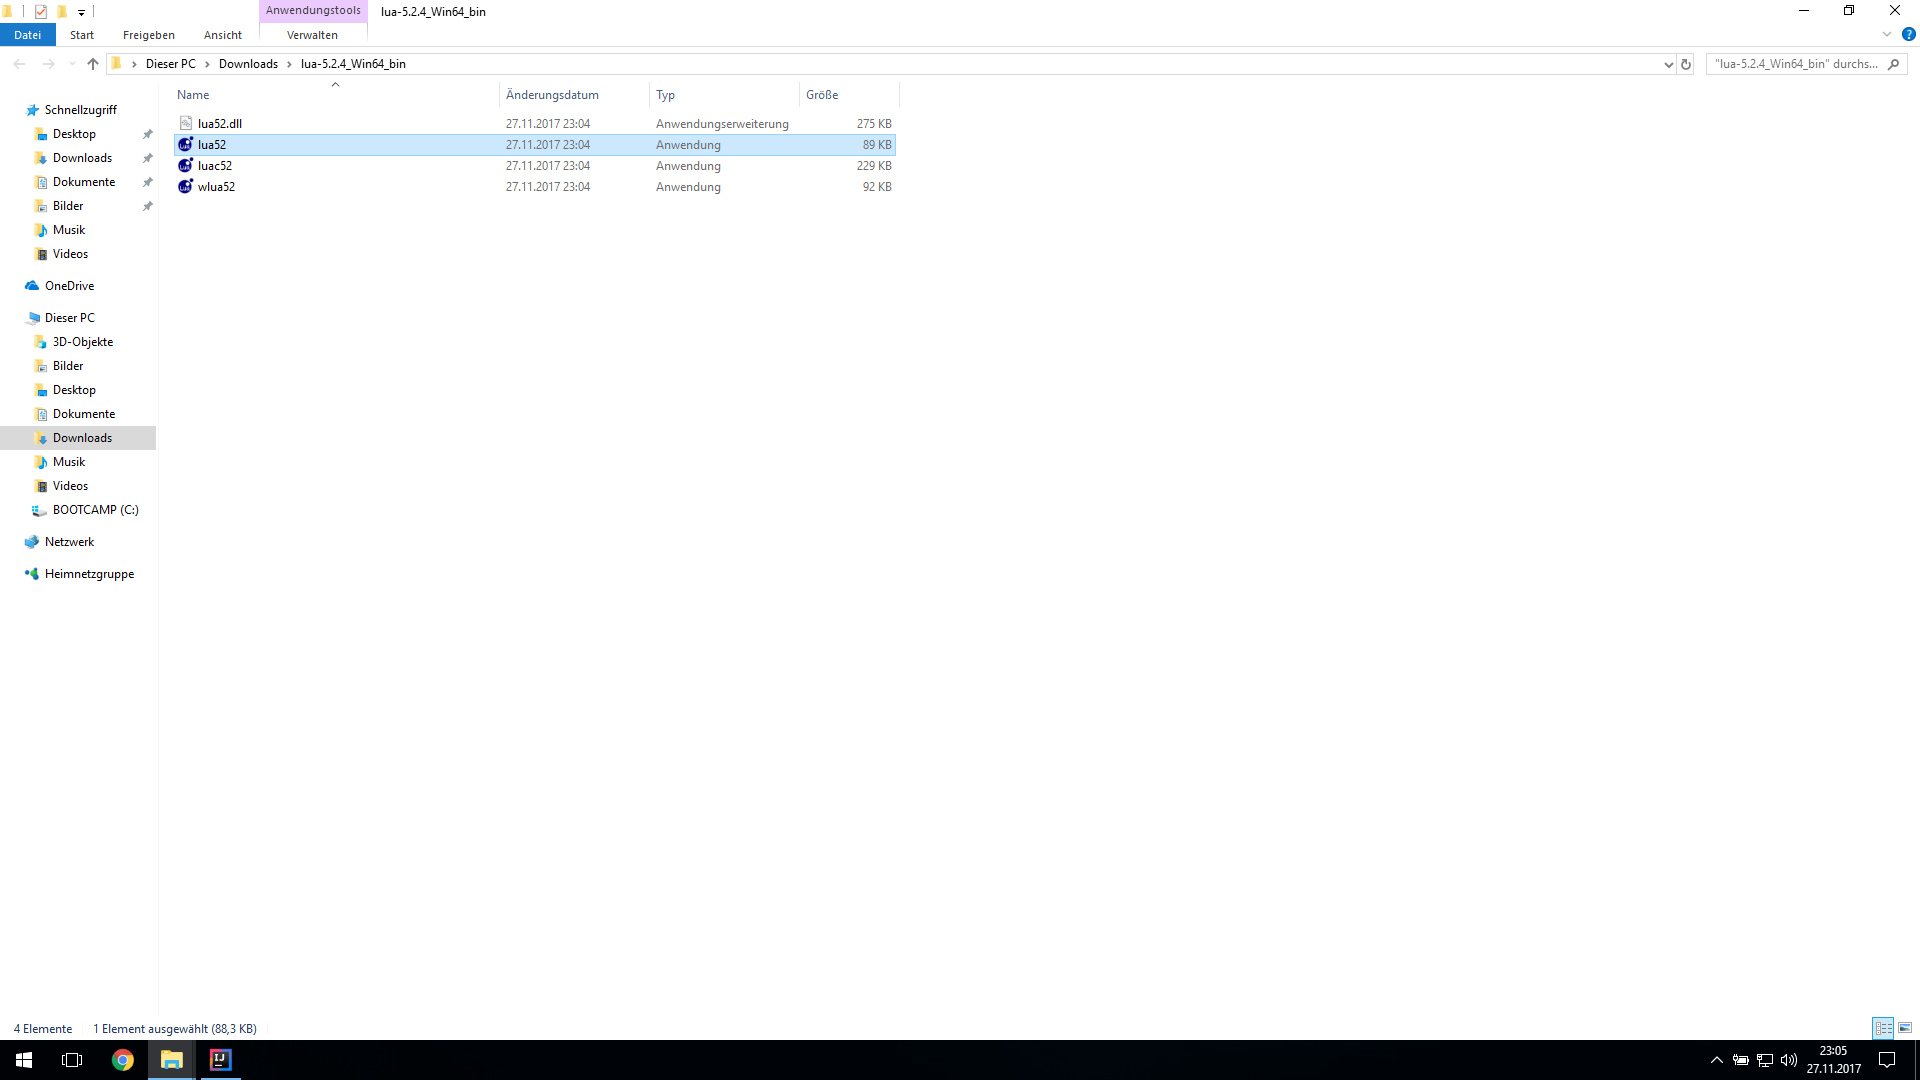 Anwendungstools lua-5.2.4_Win64_bin
Datei Start Freigeben Ansicht Verwalten
Dieser PC Downloads lua-5.2.4_Win64_bin "lua-5.2.4_Win64_bin" durchs...
Name Änderungsdatum Typ Größe
lua52.dll 27.11.2017 23:04 Anwendungserweiterung 275 KB
lua52 27.11.2017 23:04 Anwendung 89 KB
luac52 27.11.2017 23:04 Anwendung 229 KB
wlua52 27.11.2017 23:04 Anwendung 92 KB
Schnellzugriff
Desktop
Downloads
Dokumente
Bilder
Musik
Videos
OneDrive
Dieser PC
3D-Objekte
Bilder
Desktop
Dokumente
Downloads
Musik
Videos
BOOTCAMP (C:)
Netzwerk
Heimnetzgruppe
4 Elemente 1 Element ausgewählt (88,3 KB)
IJ
23:05
27.11.2017